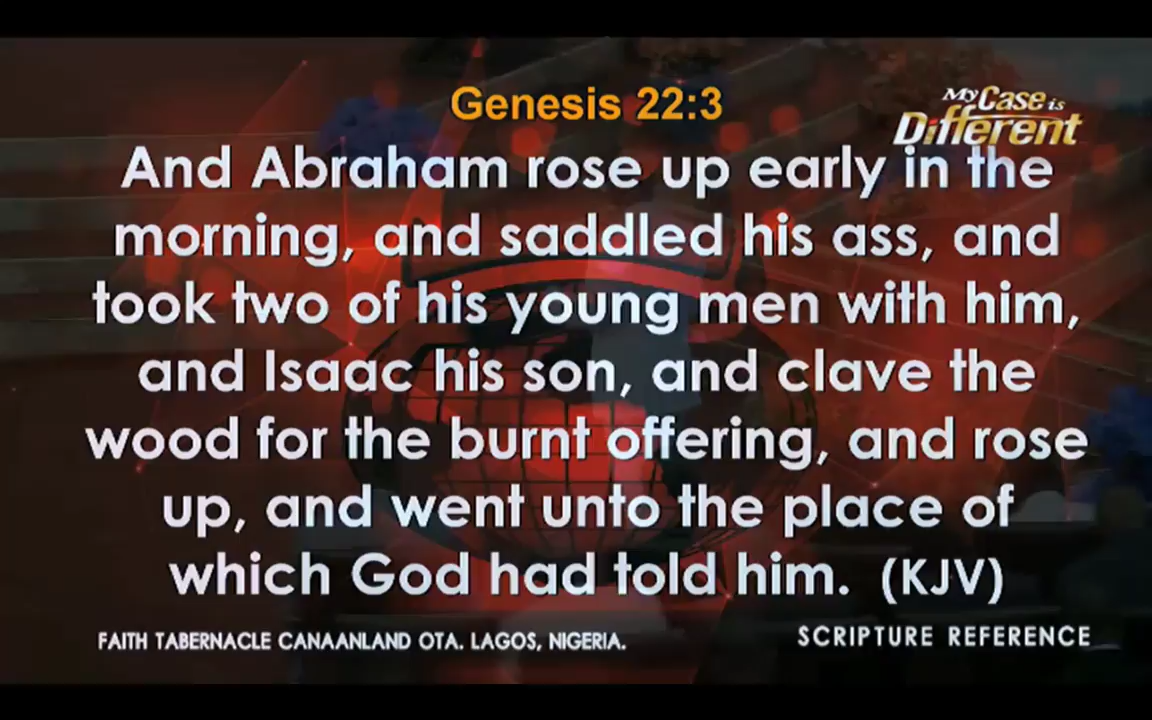 Genesis 22:3
My Case is
Different
And Abraham rose up early in the
morning, and saddled his ass, and
took two of his young men with him,
and Isaac his son, and clave the
wood for the burnt offering, and rose
up, and went unto the place of
which God had told him. (KJV)
FAITH TABERNACLE CANAANLAND OTA. LAGOS, NIGERIA.
SCRIPTURE REFERENCE